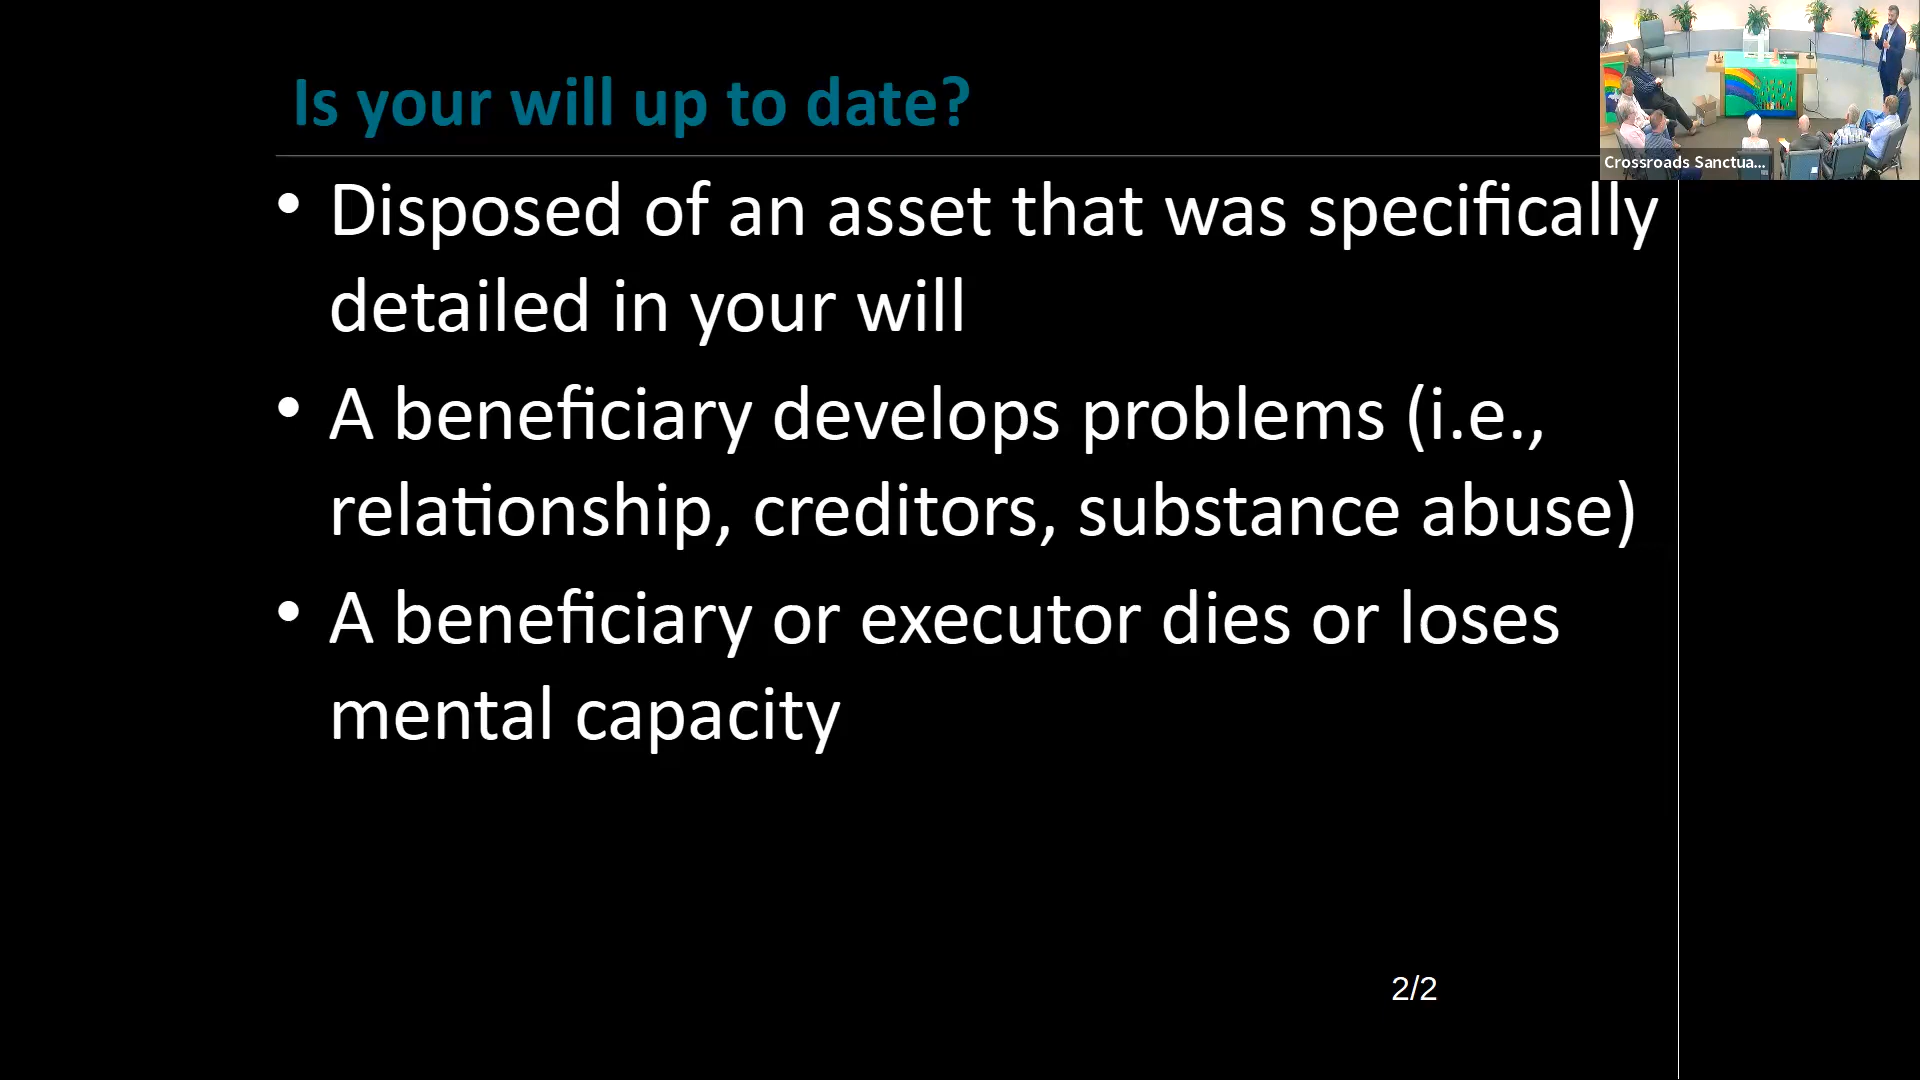 Is your will up to date?
Crossroads Sanctua...
• Disposed of an asset that was specifically
detailed in your will
• A beneficiary develops problems (i.e.,
relationship, creditors, substance abuse)
• A beneficiary or executor dies or loses
mental capacity
2/2